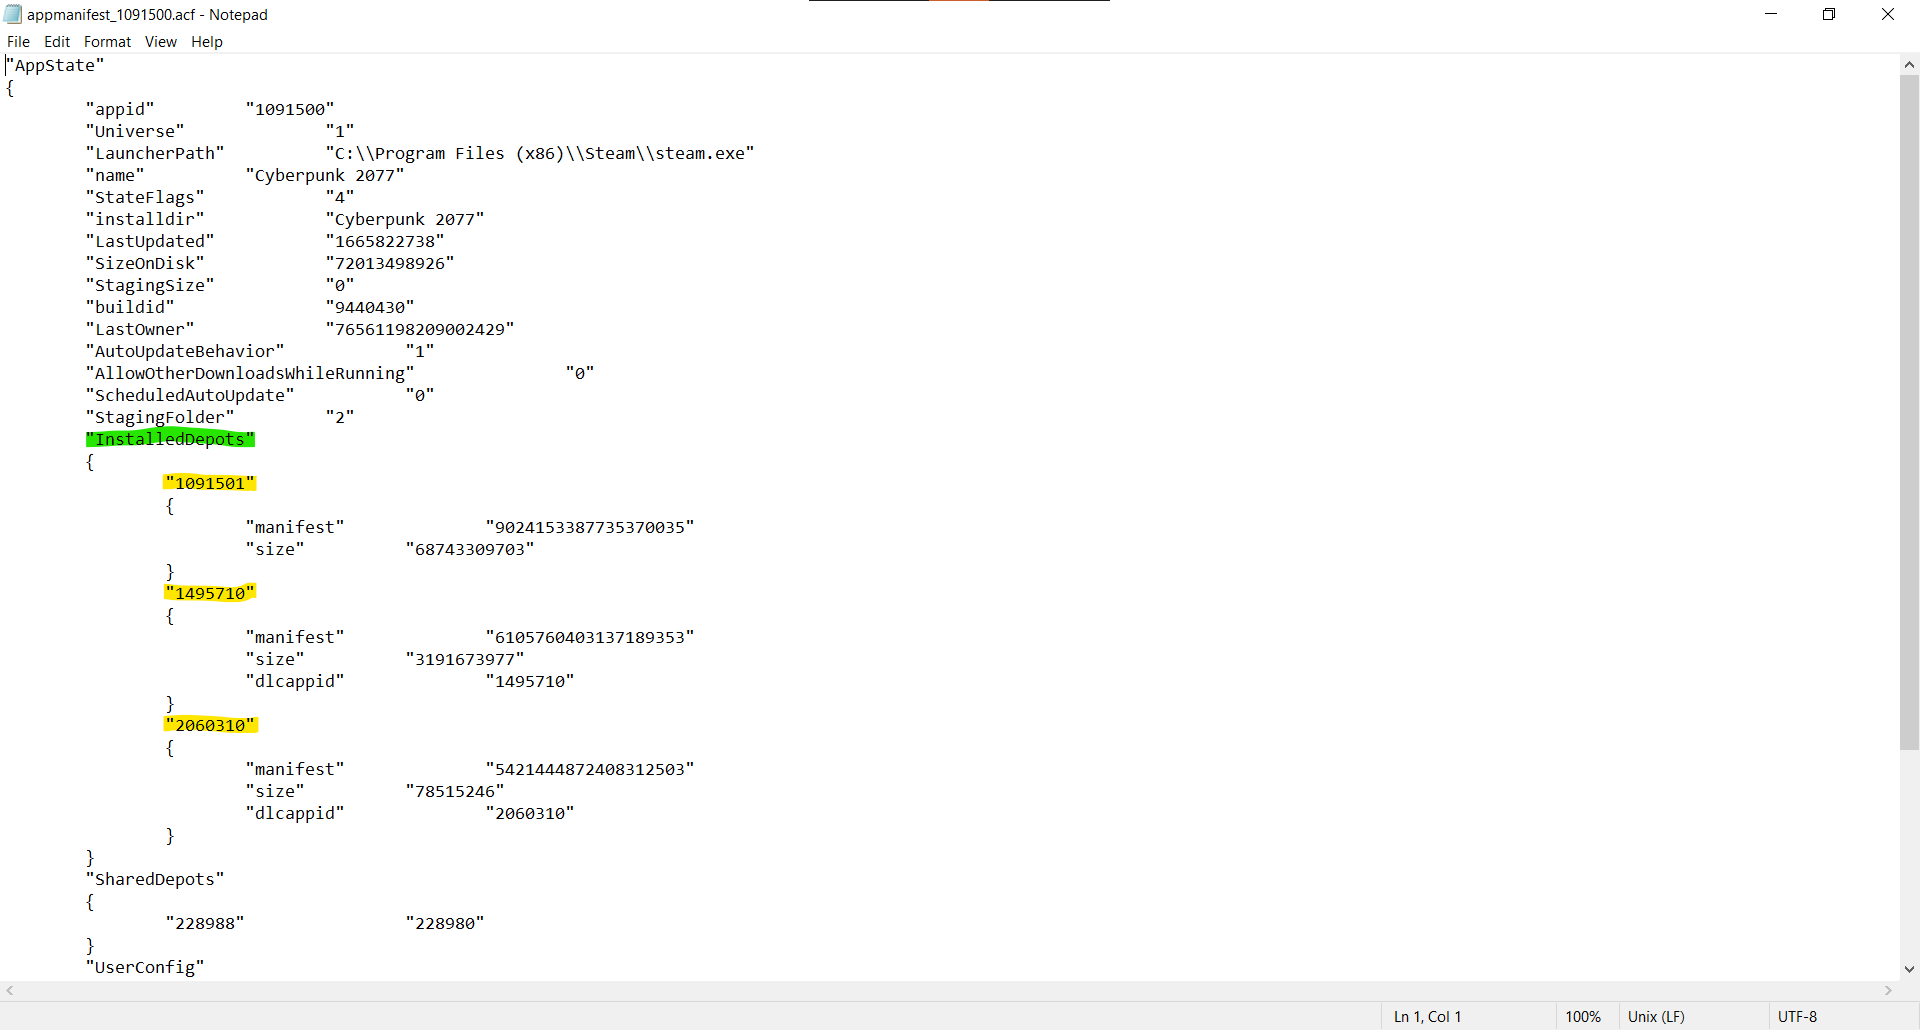 appmanifest_1091500.acf - Notepad
File Edit Format View Help
"AppState"
{
"appid" "1091500"
"Universe" "1"
"LauncherPath" "C:\\Program Files (x86)\\Steam\\steam.exe"
"name" "Cyberpunk 2077"
"StateFlags" "4"
"installdir" "Cyberpunk 2077"
"LastUpdated" "1665822738"
"SizeOnDisk" "72013498926"
"StagingSize" "0"
"buildid" "9440430"
"LastOwner" "76561198209002429"
"AutoUpdateBehavior" "1"
"AllowOtherDownloadsWhileRunning" "0"
"ScheduledAutoUpdate" "0"
"StagingFolder" "2"
"InstalledDepots"
{
"1091501"
{
"manifest" "9024153387735370035"
"size" "68743309703"
}
"1495710"
{
"manifest" "6105760403137189353"
"size" "3191673977"
"dlcappid" "1495710"
}
"2060310"
{
"manifest" "5421444872408312503"
"size" "78515246"
"dlcappid" "2060310"
}
}
"SharedDepots"
{
"228988" "228980"
}
"UserConfig"
Ln 1, Col 1 100% Unix (LF) UTF-8